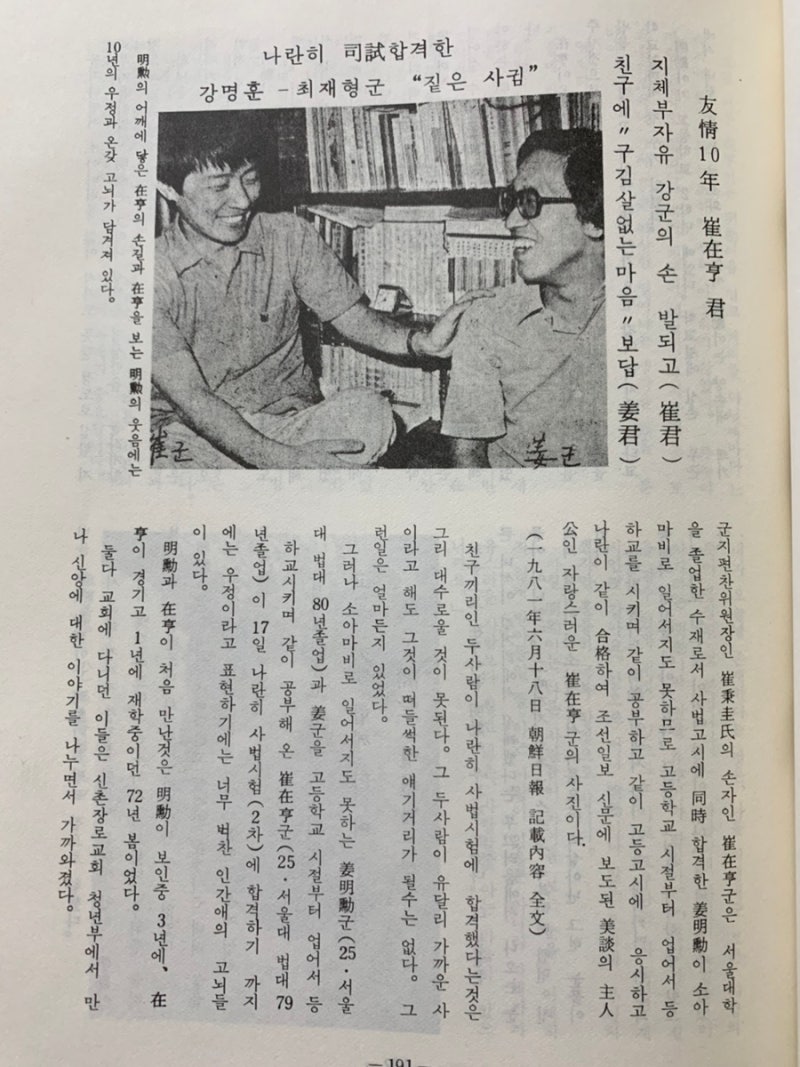 友情10年 崔在亨 君
지체부자유 강군의 손 발되고(崔君)
친구에〃구김살없는마음〃보답(姜君)
나란히 司試합격한
강명훈 – 최재형군 “짙은 사귐”
崔군
姜군
明勳의 어깨에 닿은 在亨의 손길과 在亨을 보는 明勳의 웃음에는
10년의 우정과 온갖 고뇌가 담겨져 있다。
군지편찬위원장인 崔秉圭氏의 손자인 崔在亨군은 서울대학
을 졸업한 수재로서 사법고시에 同時 합격한 姜明勳이 소아
마비로 일어서지도 못하므로 고등학교 시절부터 업어서 등
하교를 시키며 같이 공부하고 같이 고등고시에 응시하고
나란이 같이 合格하여 조선일보 신문에 보도된 美談의 主人
公인 자랑스러운 崔在亨 군의 사진이다.
(一九八一年六月十八日 朝鮮日報 記載內容 全文)
친구끼리인 두사람이 나란히 사법시험에 합격했다는것은
그리 대수로울 것이 못된다。그 두사람이 유달리 가까운 사
이라고 해도 그것이 떠들썩한 얘기거리가 될수는 없다。그
런일은 얼마든지 있었다。
그러나 소아마비로 일어서지도 못하는 姜明勳군(25·서울
대 법대 80년졸업)과 姜군을 고등학교 시절부터 업어서 등
하교시키며 같이 공부해 온 崔在亨군(25·서울대 법대 79
년졸업)이 17일 나란히 사법시험(2차)에 합격하기 까지
에는 우정이라고 표현하기에는 너무 벅찬 인간애의 고뇌들
이 있다。
明勳과 在亨이 처음 만난것은 明勳이 보인중 3년에、在
亨이 경기고 1년에 재학중이던 72년 봄이었다。
둘다 교회에 다니던 이들은 신촌장로교회 청년부에서 만
나 신앙에 대한 이야기를 나누면서 가까와졌다。
— 191 —